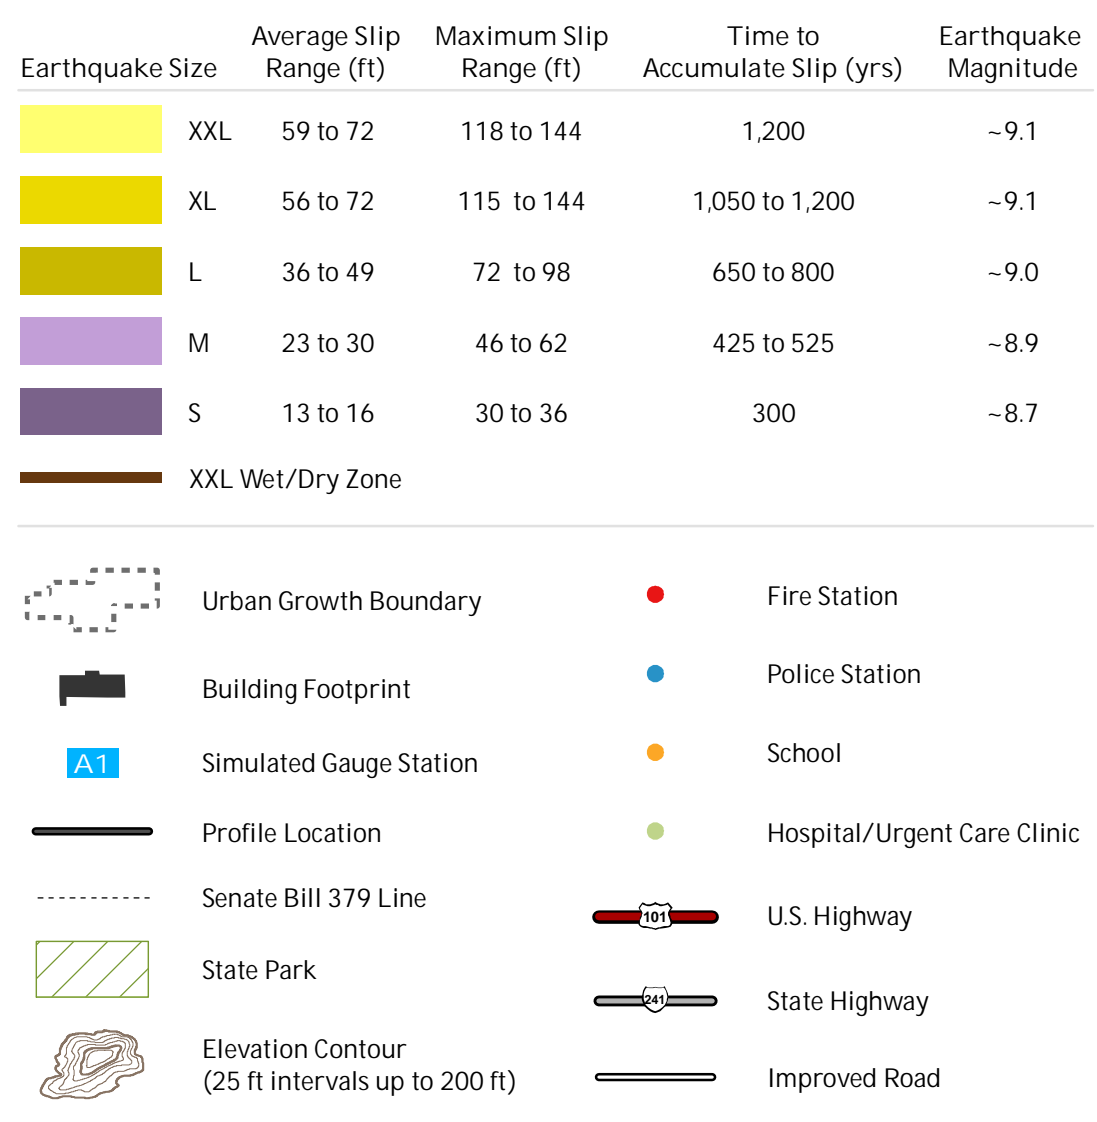 Earthquake Size
Average Slip
Range (ft)
Maximum Slip
Range (ft)
Time to
Accumulate Slip (yrs)
Earthquake
Magnitude
XXL 59 to 72 118 to 144 1,200 ~9.1
XL 56 to 72 115 to 144 1,050 to 1,200 ~9.1
L 36 to 49 72 to 98 650 to 800 ~9.0
M 23 to 30 46 to 62 425 to 525 ~8.9
S 13 to 16 30 to 36 300 ~8.7
XXL Wet/Dry Zone
Urban Growth Boundary
Building Footprint
A1 Simulated Gauge Station
Profile Location
Senate Bill 379 Line
State Park
Elevation Contour
(25 ft intervals up to 200 ft)
Fire Station
Police Station
School
Hospital/Urgent Care Clinic
101 U.S. Highway
241 State Highway
Improved Road